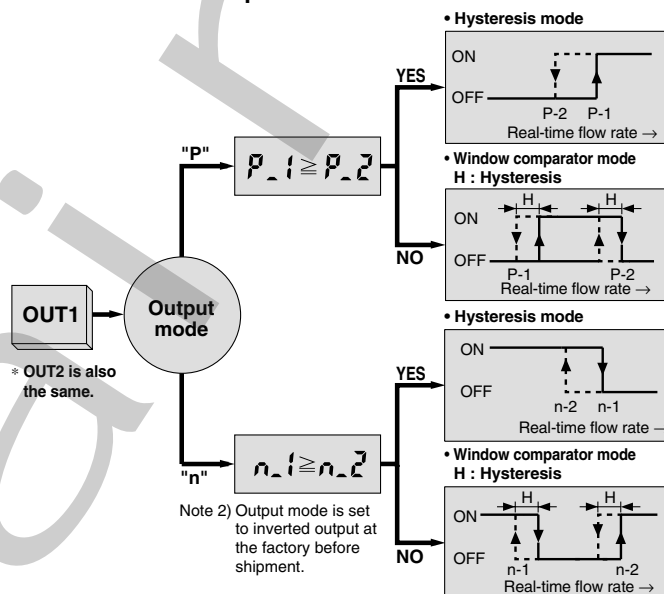 • Hysteresis mode
ON
OFF
P-2 P-1
Real-time flow rate →
YES
"P"
P_1≧P_2
• Window comparator mode
H : Hysteresis
H H
ON
OFF
P-1 P-2
Real-time flow rate →
NO
OUT1
Output
mode
* OUT2 is also
the same.
• Hysteresis mode
ON
OFF
n-2 n-1
Real-time flow rate
YES
"n"
n_1≧n_2
Note 2) Output mode is set
to inverted output at
the factory before
shipment.
• Window comparator mode
H : Hysteresis
H H
ON
OFF
n-1 n-2
Real-time flow rate →
NO